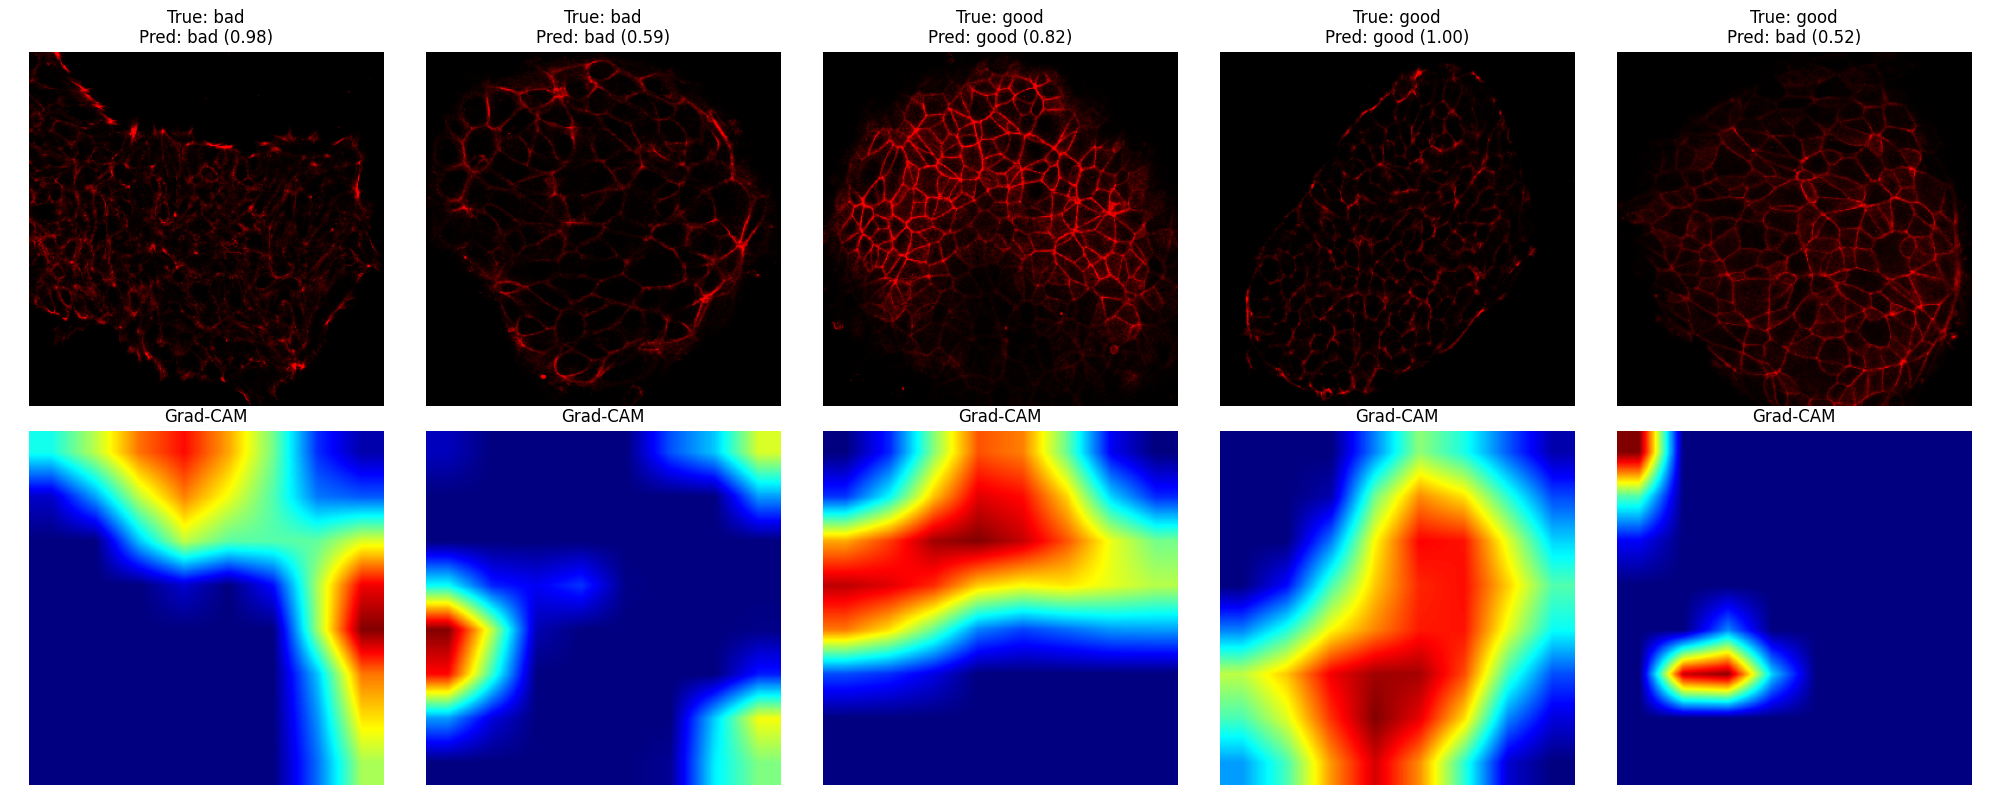 True: bad
Pred: bad (0.98)
True: bad
Pred: bad (0.59)
True: good
Pred: good (0.82)
True: good
Pred: good (1.00)
True: good
Pred: bad (0.52)
Grad-CAM
Grad-CAM
Grad-CAM
Grad-CAM
Grad-CAM